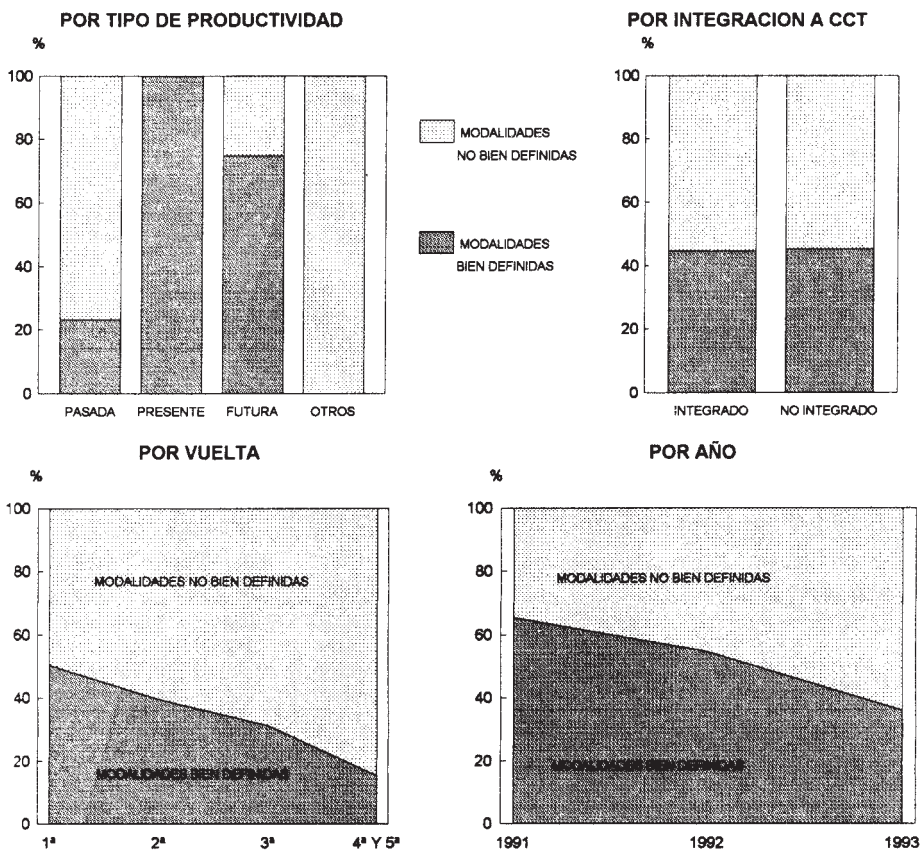 POR TIPO DE PRODUCTIVIDAD
%
100
80
60
40
20
0
PASADA PRESENTE FUTURA OTROS
MODALIDADES
NO BIEN DEFINIDAS
MODALIDADES
BIEN DEFINIDAS
POR INTEGRACION A CCT
%
100
80
60
40
20
0
INTEGRADO NO INTEGRADO
POR VUELTA
%
100
80
60
40
20
0
MODALIDADES NO BIEN DEFINIDAS
MODALIDADES BIEN DEFINIDAS
1ª 2ª 3ª 4ª Y 5ª
POR AÑO
%
100
80
60
40
20
0
MODALIDADES NO BIEN DEFINIDAS
MODALIDADES BIEN DEFINIDAS
1991 1992 1993